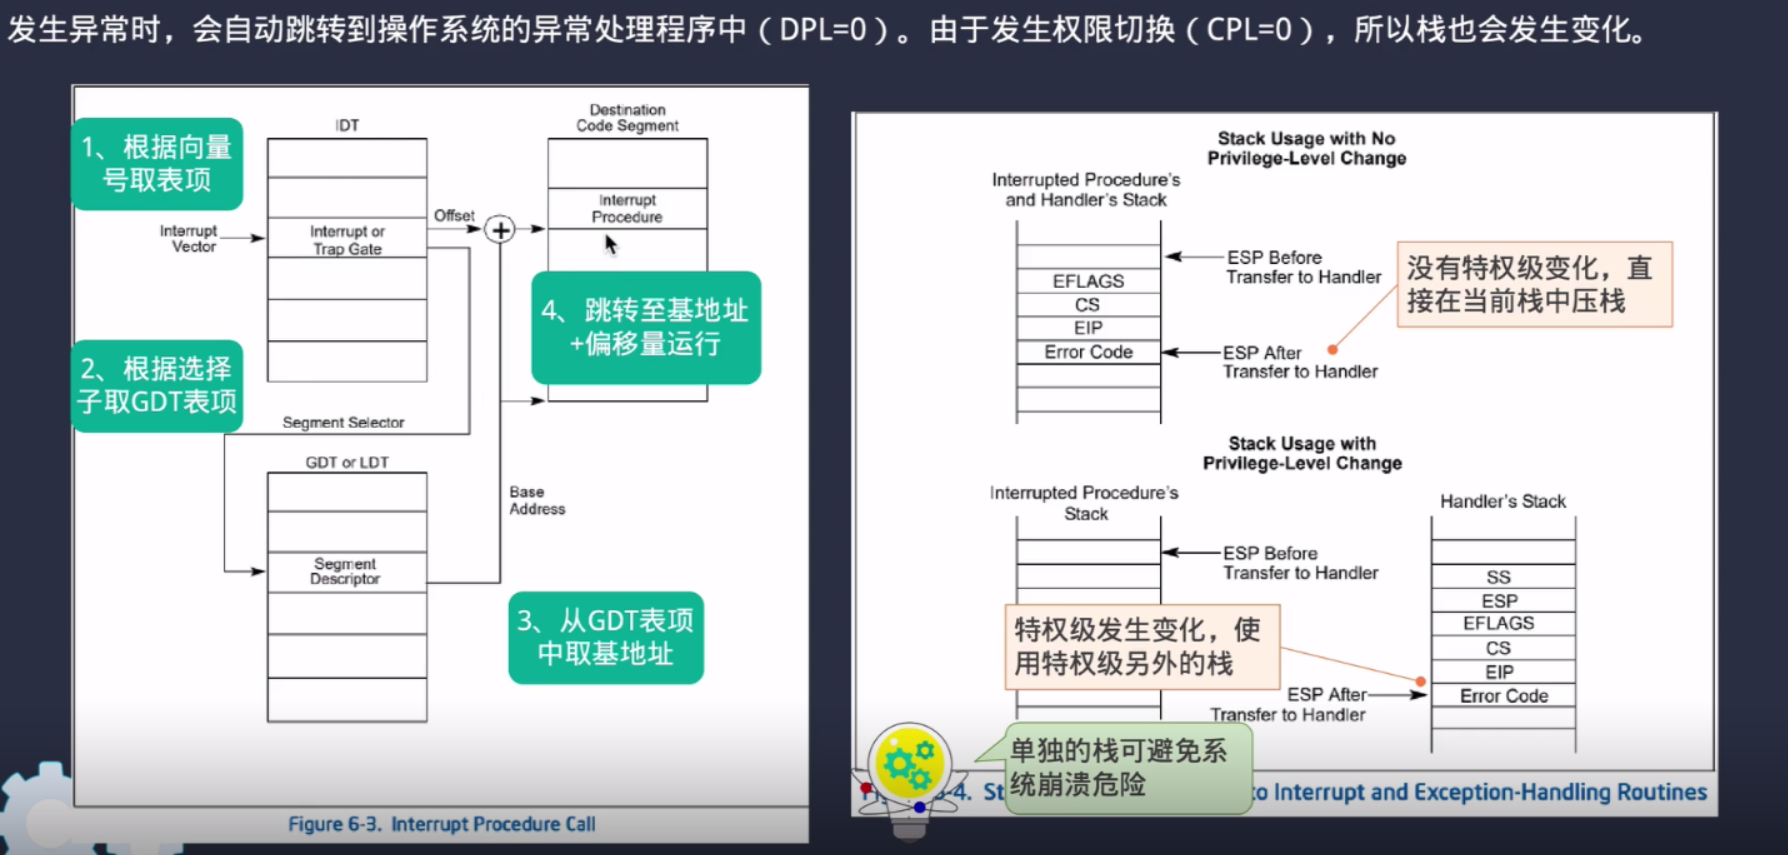 发生异常时，会自动跳转到操作系统的异常处理程序中（DPL=0）。由于发生权限切换（CPL=0），所以栈也会发生变化。
1、根据向量
号取表项
IDT
Destination
Code Segment
Interrupt
Vector
Interrupt or
Trap Gate
Offset
+
Interrupt
Procedure
4、跳转至基地址
+偏移量运行
2、根据选择
子取GDT表项
Segment Selector
GDT or LDT
Base
Address
Segment
Descriptor
3、从GDT表项
中取基地址
Figure 6-3. Interrupt Procedure Call
Stack Usage with No
Privilege-Level Change
Interrupted Procedure's
and Handler's Stack
ESP Before
Transfer to Handler
EFLAGS
CS
EIP
Error Code
ESP After
Transfer to Handler
没有特权级变化，直
接在当前栈中压栈
Stack Usage with
Privilege-Level Change
Interrupted Procedure's
Stack
Handler's Stack
ESP Before
Transfer to Handler
SS
ESP
EFLAGS
CS
EIP
Error Code
特权级发生变化，使
用特权级另外的栈
ESP After
Transfer to Handler
单独的栈可避免系
统崩溃危险
-4. St
to Interrupt and Exception-Handling Routines